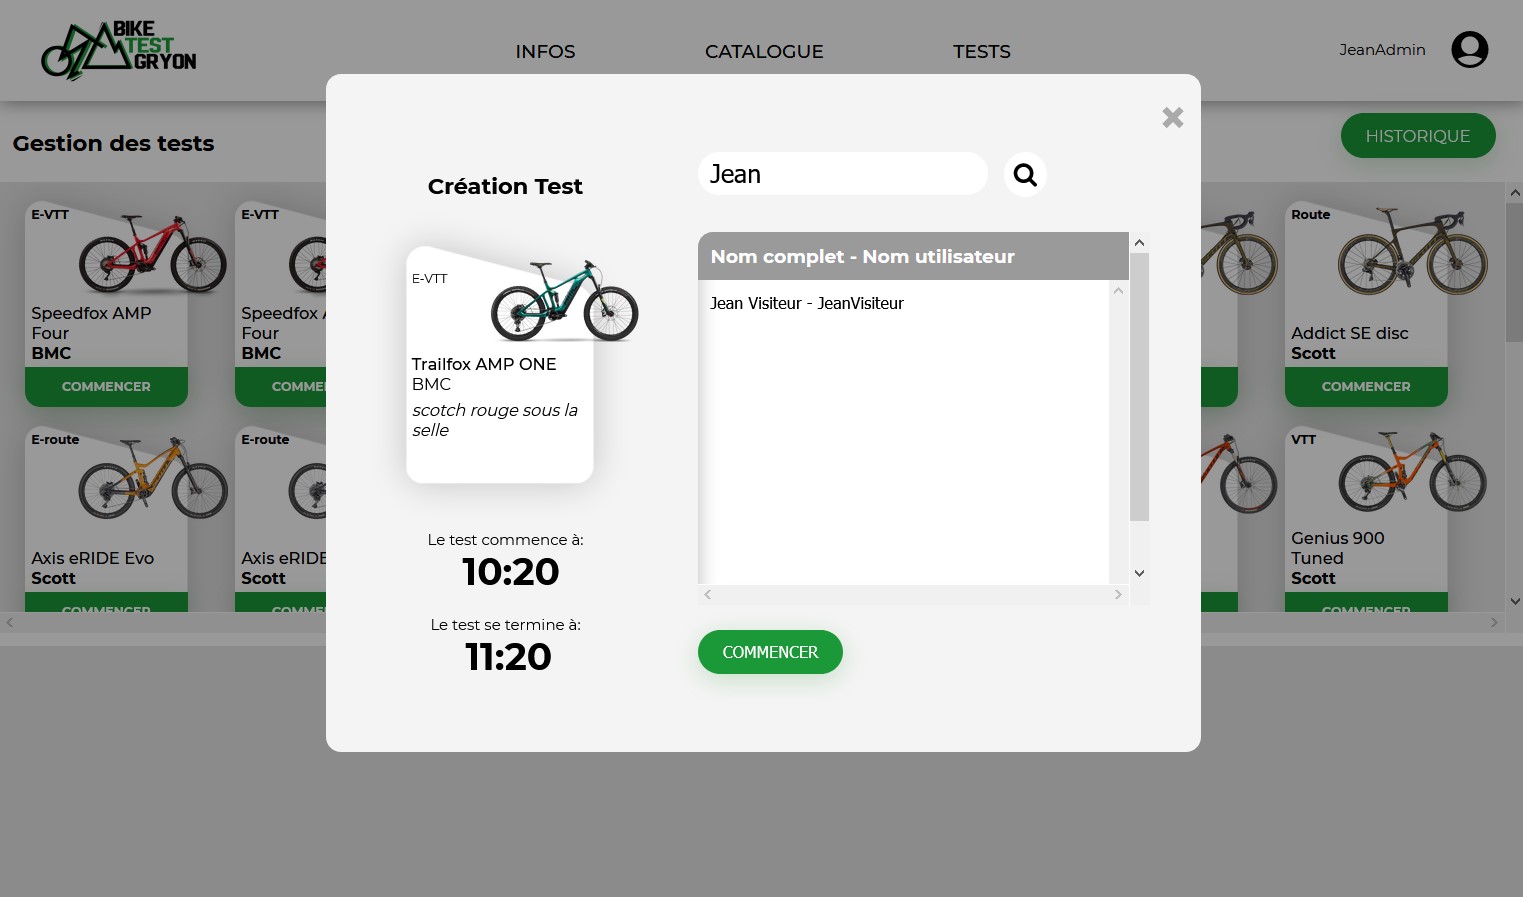 BIKE
TEST
GRYON
INFOS
CATALOGUE
TESTS
JeanAdmin
Gestion des tests
HISTORIQUE
E-VTT
Speedfox AMP
Four
BMC
COMMENCER
E-VTT
Speedfox A
Four
BMC
COMME
Route
Addict SE disc
Scott
COMMENCER
E-route
Axis eRIDE Evo
Scott
COMMENCER
E-route
Axis eRIDE
Scott
COMME
VTT
Genius 900
Tuned
Scott
COMMENCER
Création Test
E-VTT
Trailfox AMP ONE
BMC
scotch rouge sous la
selle
Le test commence à:
10:20
Le test se termine à:
11:20
Jean
Nom complet - Nom utilisateur
Jean Visiteur - JeanVisiteur
COMMENCER